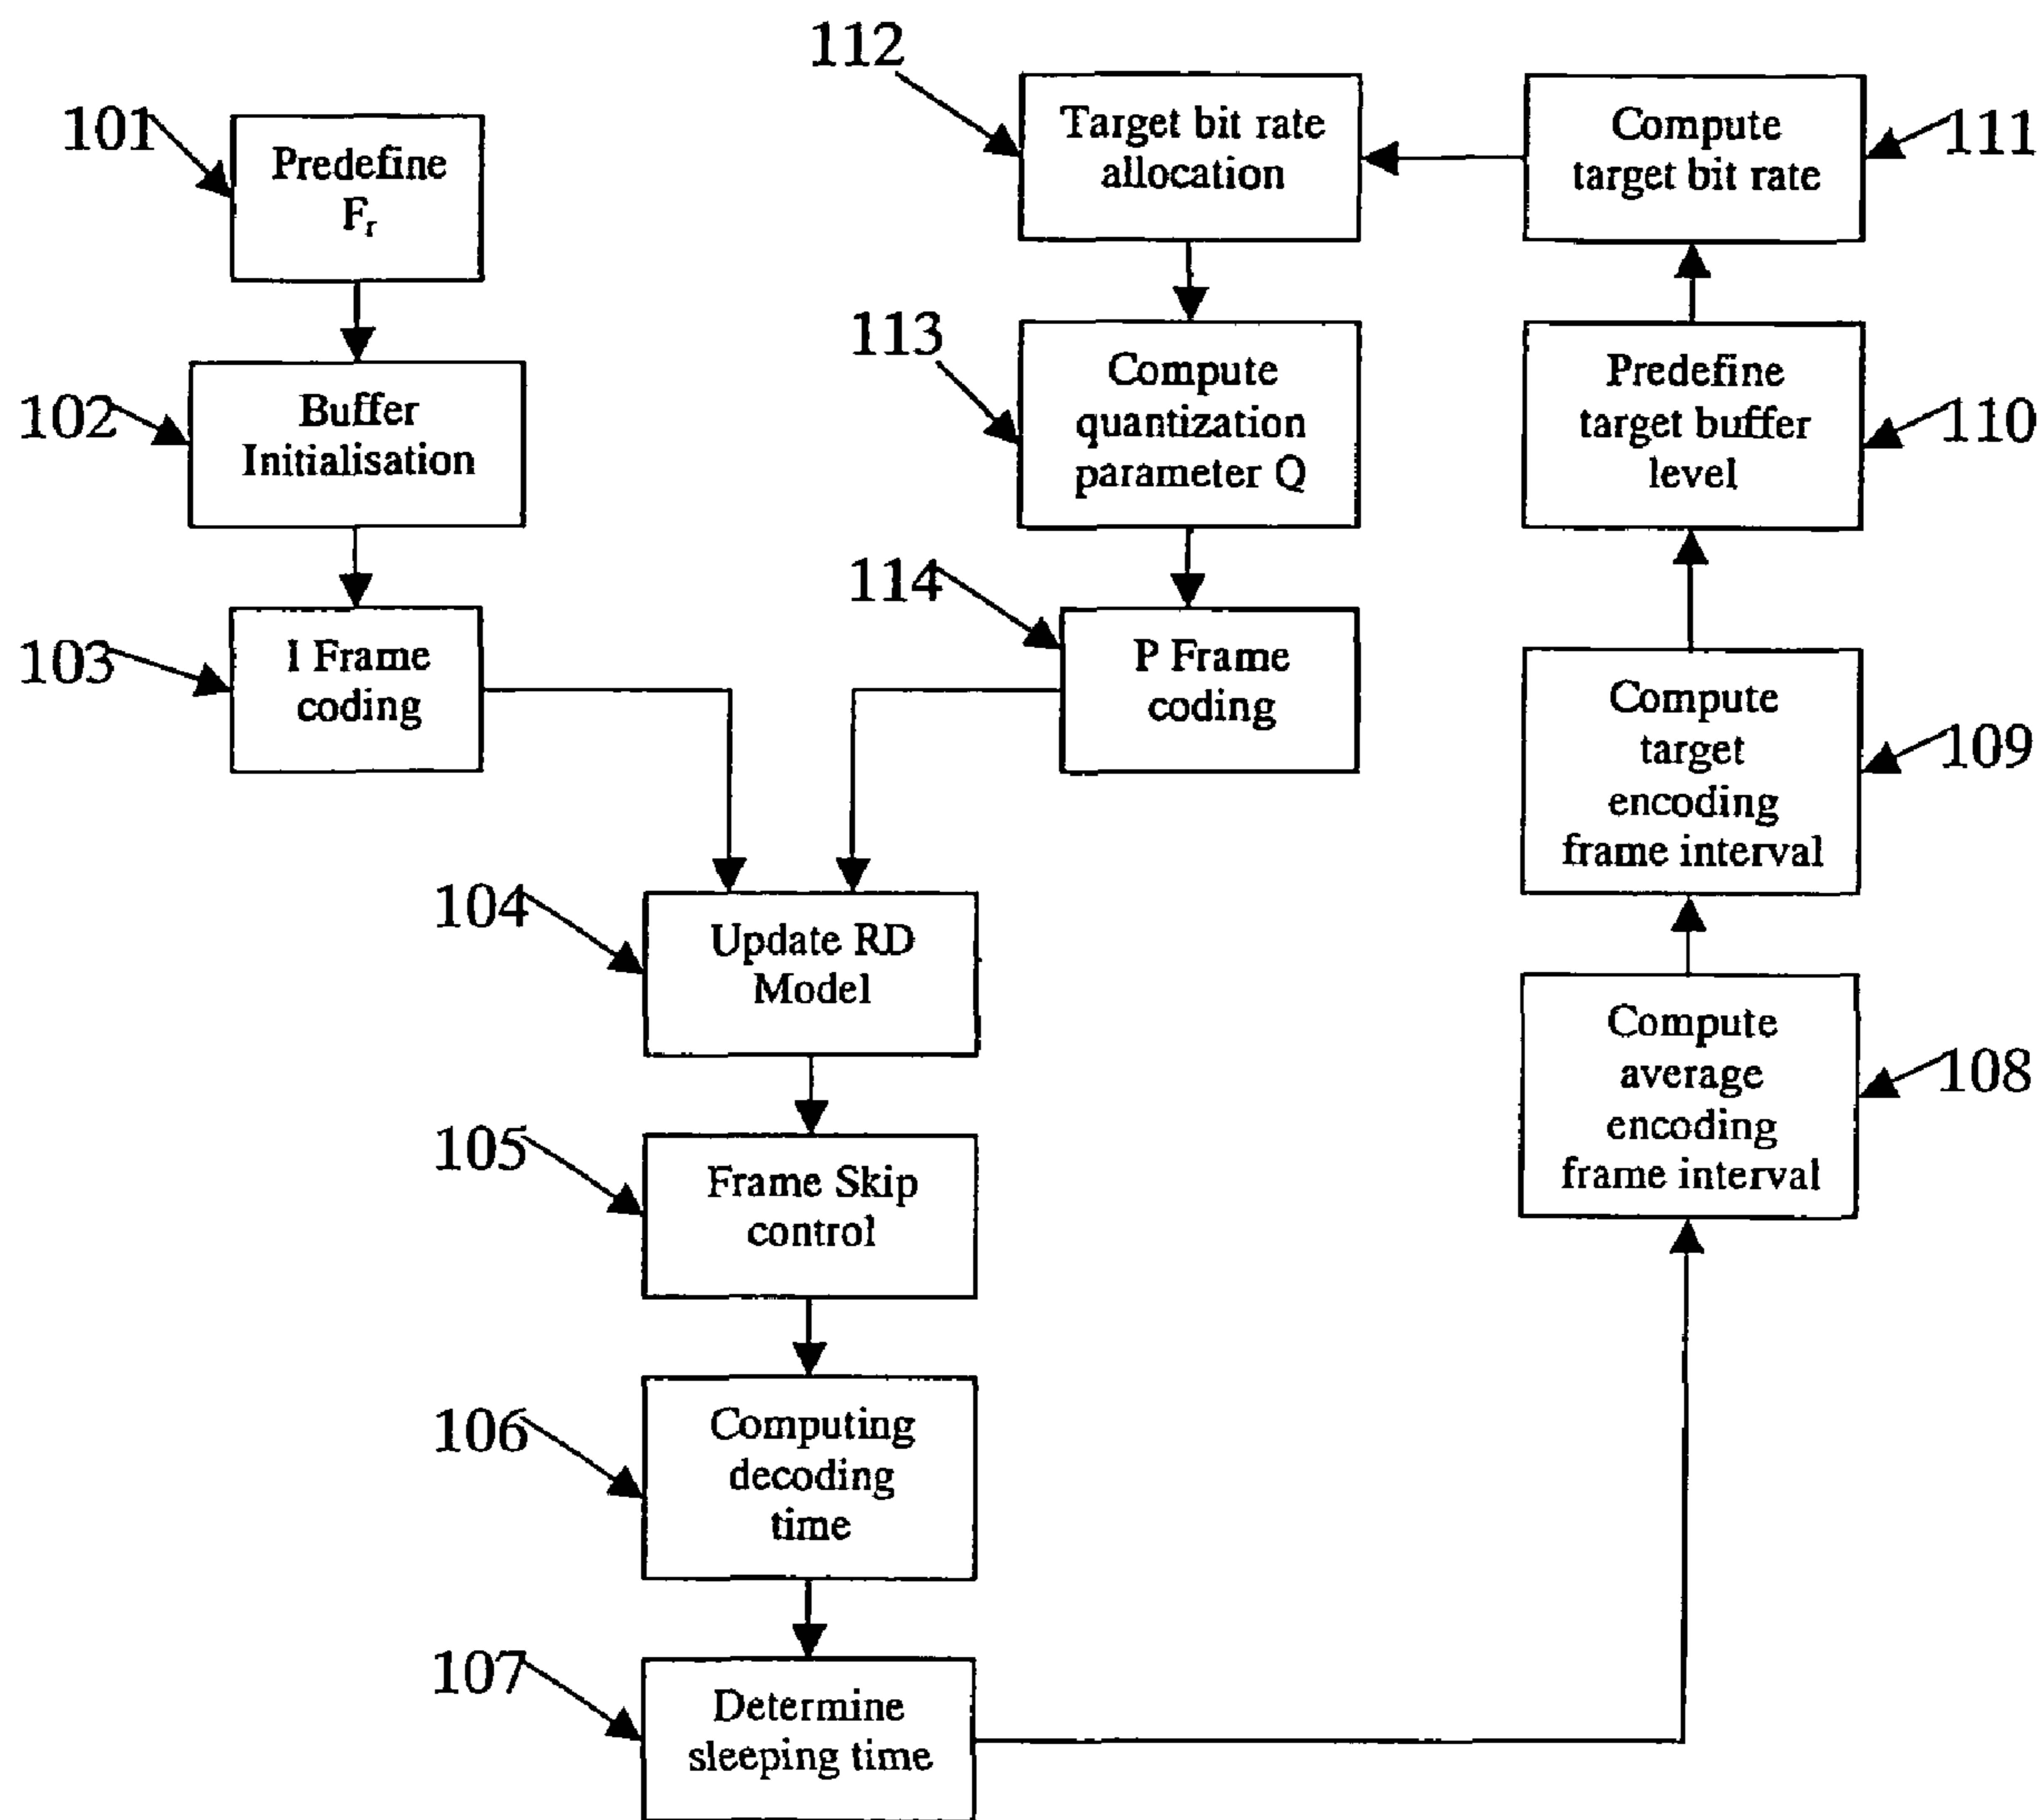 101
Predefine
Fr
102
Buffer
Initialisation
103
I Frame
coding
104
Update RD
Model
105
Frame Skip
control
106
Computing
decoding
time
107
Determine
sleeping time
108
Compute
average
encoding
frame interval
109
Compute
target
encoding
frame interval
110
Predefine
target buffer
level
111
Compute
target bit rate
112
Target bit rate
allocation
113
Compute
quantization
parameter Q
114
P Frame
coding